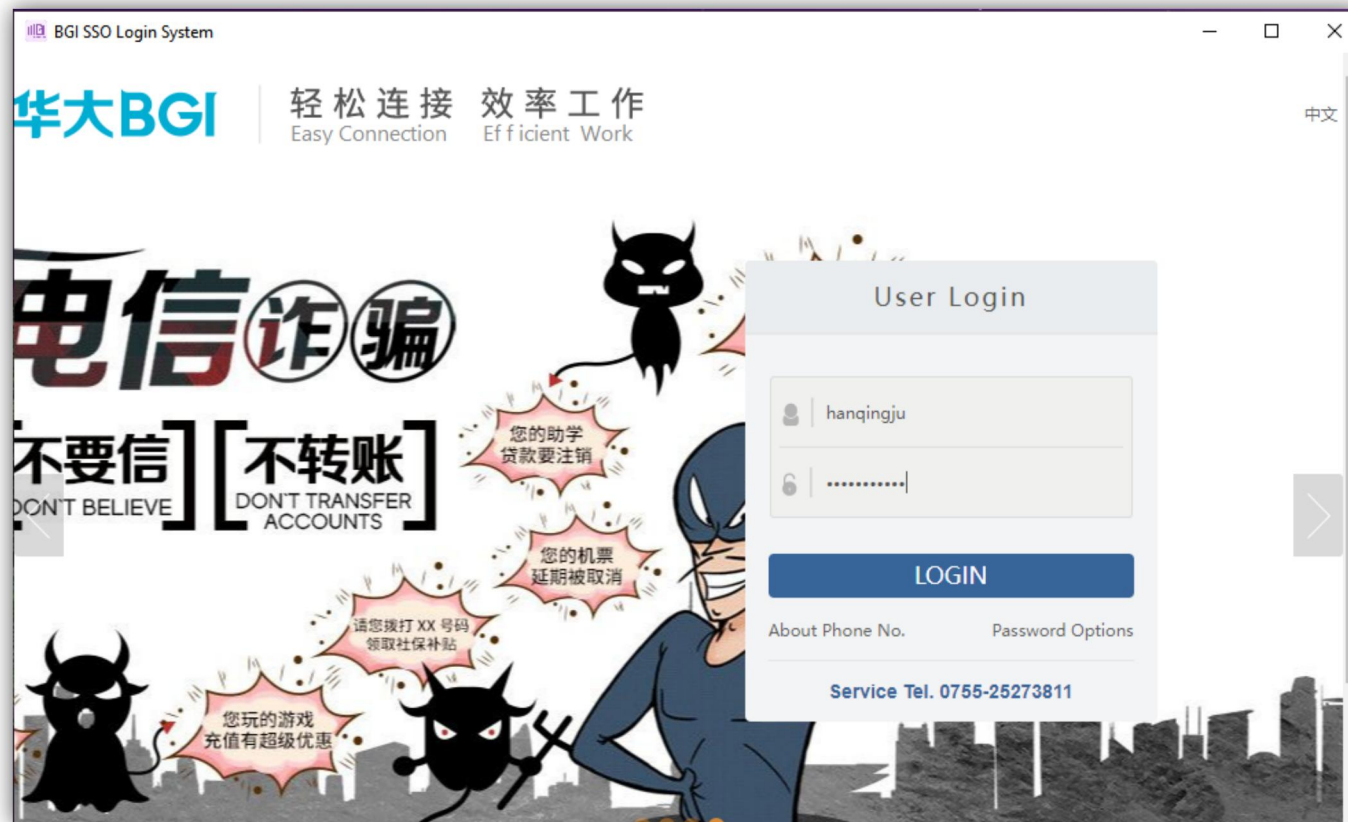 BGI SSO Login System
华大BGI
轻松连接 效率工作
Easy Connection Efficient Work
中文
电信诈骗
不要信 不转账
DON'T BELIEVE DON'T TRANSFER
ACCOUNTS
您的助学
贷款要注销
您的机票
延期被取消
请您拨打 XX 号码
领取社保补贴
您玩的游戏
充值有超级优惠
User Login
hanqingju
•••••••••••
LOGIN
About Phone No. Password Options
Service Tel. 0755-25273811